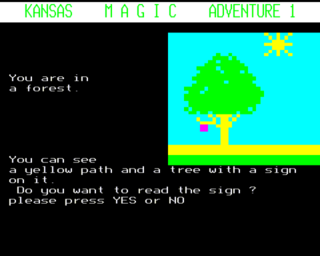 KANSAS M A G I C ADVENTURE 1
You are in
a forest.
You can see
a yellow path and a tree with a sign
on it.
Do you want to read the sign ?
please press YES or NO